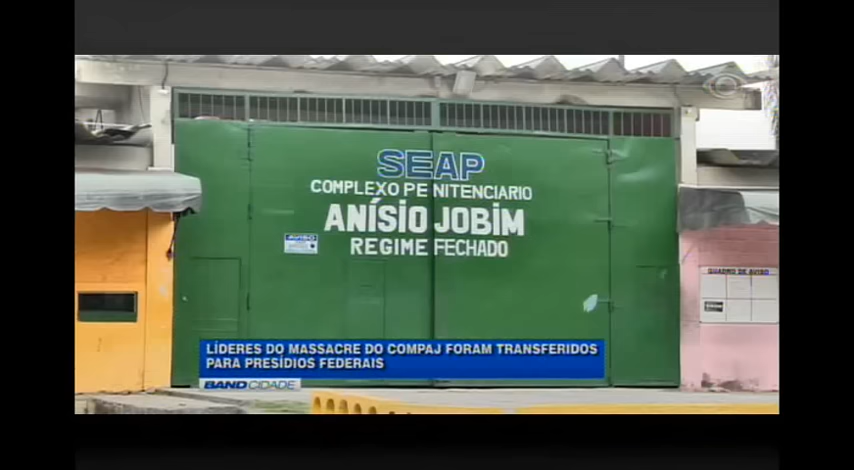 SEAP
COMPLEXO PENITENCIARIO
ANÍSIO JOBIM
REGIME FECHADO
AVISO
QUADRO DE AVISO
LÍDERES DO MASSACRE DO COMPAJ FORAM TRANSFERIDOS
PARA PRESÍDIOS FEDERAIS
BAND CIDADE